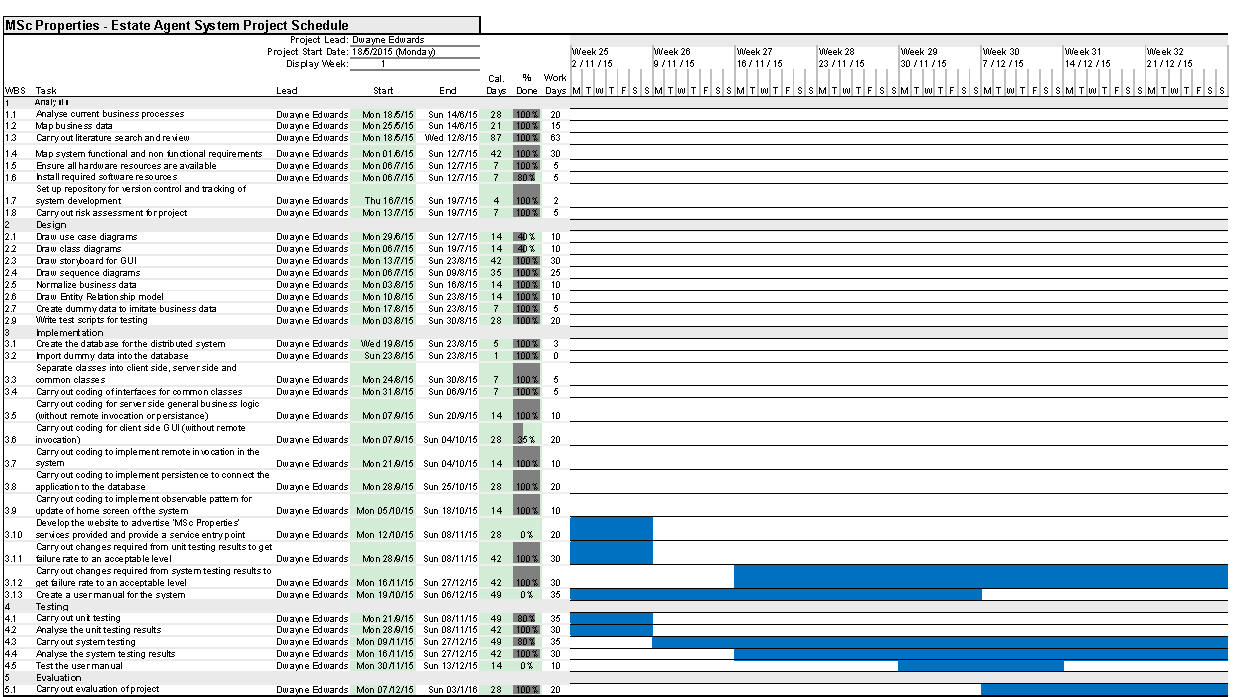 MSc Properties - Estate Agent System Project Schedule
Project Lead: Dwayne Edwards
Project Start Date: 18/5/2015 (Monday)
Display Week: 1
Week 25 Week 26 Week 27 Week 28 Week 29 Week 30 Week 31 Week 32
2 / 11 / 15 9 / 11 / 15 16 / 11 / 15 23 / 11 / 15 30 / 11 / 15 7 / 12 / 15 14 / 12 / 15 21 / 12 / 15
WBS Task Lead Start End Cal. Days % Done Work Days M T W T F S S M T W T F S S M T W T F S S M T W T F S S M T W T F S S M T W T F S S M T W T F S S M T W T F S S
1 Analysis
1.1 Analyse current business processes Dwayne Edwards Mon 18/5/15 Sun 14/6/15 28 100% 20
1.2 Map business data Dwayne Edwards Mon 25/5/15 Sun 14/6/15 21 100% 15
1.3 Carry out literature search and review Dwayne Edwards Mon 18/5/15 Wed 12/8/15 87 100% 63
1.4 Map system functional and non functional requirements Dwayne Edwards Mon 01/6/15 Sun 12/7/15 42 100% 30
1.5 Ensure all hardware resources are available Dwayne Edwards Mon 06/7/15 Sun 12/7/15 7 100% 5
1.6 Install required software resources Dwayne Edwards Mon 06/7/15 Sun 12/7/15 7 80% 5
Set up repository for version control and tracking of
1.7 system development Dwayne Edwards Thu 16/7/15 Sun 19/7/15 4 100% 2
1.8 Carry out risk assessment for project Dwayne Edwards Mon 13/7/15 Sun 19/7/15 7 100% 5
2 Design
2.1 Draw use case diagrams Dwayne Edwards Mon 29/6/15 Sun 12/7/15 14 40% 10
2.2 Draw class diagrams Dwayne Edwards Mon 06/7/15 Sun 19/7/15 14 40% 10
2.3 Draw storyboard for GUI Dwayne Edwards Mon 13/7/15 Sun 23/8/15 42 100% 30
2.4 Draw sequence diagrams Dwayne Edwards Mon 06/7/15 Sun 09/8/15 35 100% 25
2.5 Normalize business data Dwayne Edwards Mon 03/8/15 Sun 16/8/15 14 100% 10
2.6 Draw Entity Relationship model Dwayne Edwards Mon 10/8/15 Sun 23/8/15 14 100% 10
2.7 Create dummy data to imitate business data Dwayne Edwards Mon 17/8/15 Sun 23/8/15 7 100% 5
2.9 Write test scripts for testing Dwayne Edwards Mon 03/8/15 Sun 30/8/15 28 100% 20
3 Implementation
3.1 Create the database for the distributed system Dwayne Edwards Wed 19/8/15 Sun 23/8/15 5 100% 3
3.2 Import dummy data into the database Dwayne Edwards Sun 23/8/15 Sun 23/8/15 1 100% 0
Separate classes into client side, server side and
3.3 common classes Dwayne Edwards Mon 24/8/15 Sun 30/8/15 7 100% 5
3.4 Carry out coding of interfaces for common classes Dwayne Edwards Mon 31/8/15 Sun 06/9/15 7 100% 5
Carry out coding for server side general business logic
3.5 (without remote invocation or persistance) Dwayne Edwards Mon 07/9/15 Sun 20/9/15 14 100% 10
Carry out coding for client side GUI (without remote
3.6 invocation) Dwayne Edwards Mon 07/9/15 Sun 04/10/15 28 35% 20
Carry out coding to implement remote invocation in the
3.7 system Dwayne Edwards Mon 21/9/15 Sun 04/10/15 14 100% 10
Carry out coding to implement persistence to connect the
3.8 application to the database Dwayne Edwards Mon 28/9/15 Sun 25/10/15 28 100% 20
Carry out coding to implement observable pattern for
3.9 update of home screen of the system Dwayne Edwards Mon 05/10/15 Sun 18/10/15 14 100% 10
Develop the website to advertise 'MSc Properties'
3.10 services provided and provide a service entry point Dwayne Edwards Mon 12/10/15 Sun 08/11/15 28 0% 20
Carry out changes required from unit testing results to get
3.11 failure rate to an acceptable level Dwayne Edwards Mon 28/9/15 Sun 08/11/15 42 100% 30
Carry out changes required from system testing results to
3.12 get failure rate to an acceptable level Dwayne Edwards Mon 16/11/15 Sun 27/12/15 42 100% 30
3.13 Create a user manual for the system Dwayne Edwards Mon 19/10/15 Sun 06/12/15 49 0% 35
4 Testing
4.1 Carry out unit testing Dwayne Edwards Mon 21/9/15 Sun 08/11/15 49 80% 35
4.2 Analyse the unit testing results Dwayne Edwards Mon 28/9/15 Sun 08/11/15 42 100% 30
4.3 Carry out system testing Dwayne Edwards Mon 09/11/15 Sun 27/12/15 49 80% 35
4.4 Analyse the system testing results Dwayne Edwards Mon 16/11/15 Sun 27/12/15 42 100% 30
4.5 Test the user manual Dwayne Edwards Mon 30/11/15 Sun 13/12/15 14 0% 10
5 Evaluation
5.1 Carry out evaluation of project Dwayne Edwards Mon 07/12/15 Sun 03/1/16 28 100% 20